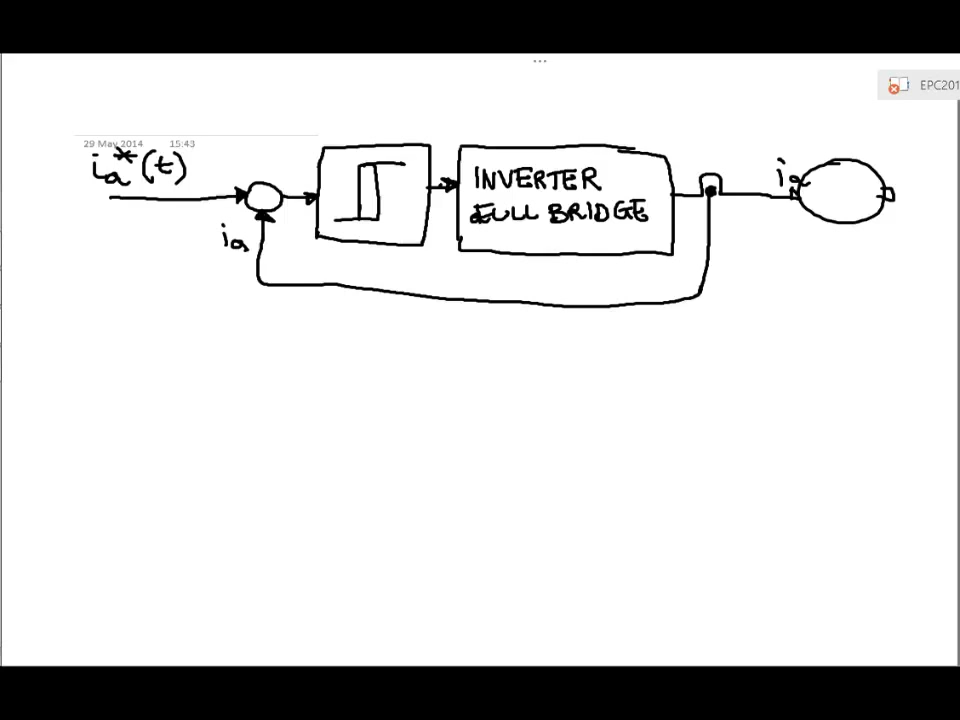 ...
EPC201
29 May 2014 15:43
ia*(t)
INVERTER
FULL BRIDGE
ia
ia